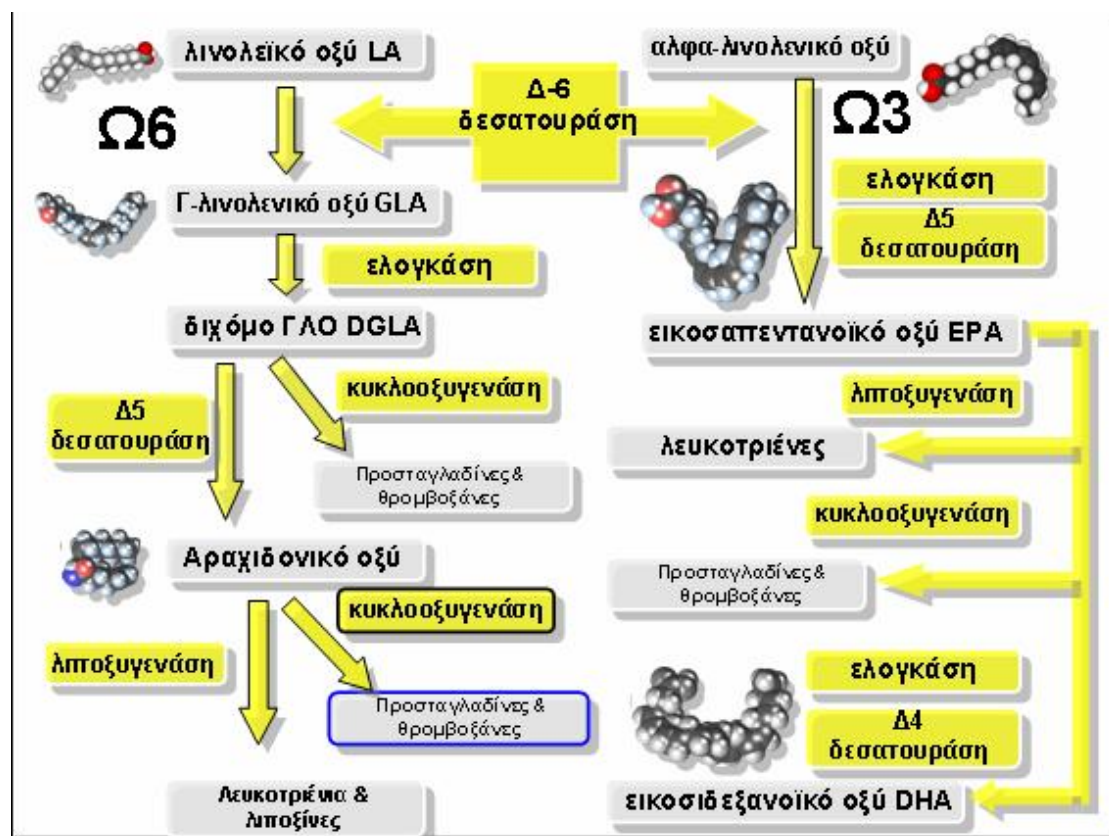 λινολεϊκό οξύ LA
Ω6
Γ-λινολενικό οξύ GLA
ελογκάση
διχόμο ΓΛΟ DGLA
κυκλοοξυγενάση
Δ5
δεσατουράση
Προσταγλαδίνες &
θρομβοξάνες
Αραχιδονικό οξύ
κυκλοοξυγενάση
λιποξυγενάση
Προσταγλαδίνες &
θρομβοξάνες
Λευκοτριένια &
λιποξίνες
Δ-6
δεσατουράση
αλφα-λινολενικό οξύ
Ω3
ελογκάση
Δ5
δεσατουράση
εικοσαπεντανοϊκό οξύ EPA
λιποξυγενάση
λευκοτριένες
κυκλοοξυγενάση
Προσταγλαδίνες &
θρομβοξάνες
ελογκάση
Δ4
δεσατουράση
εικοσιδεξανοϊκό οξύ DHA